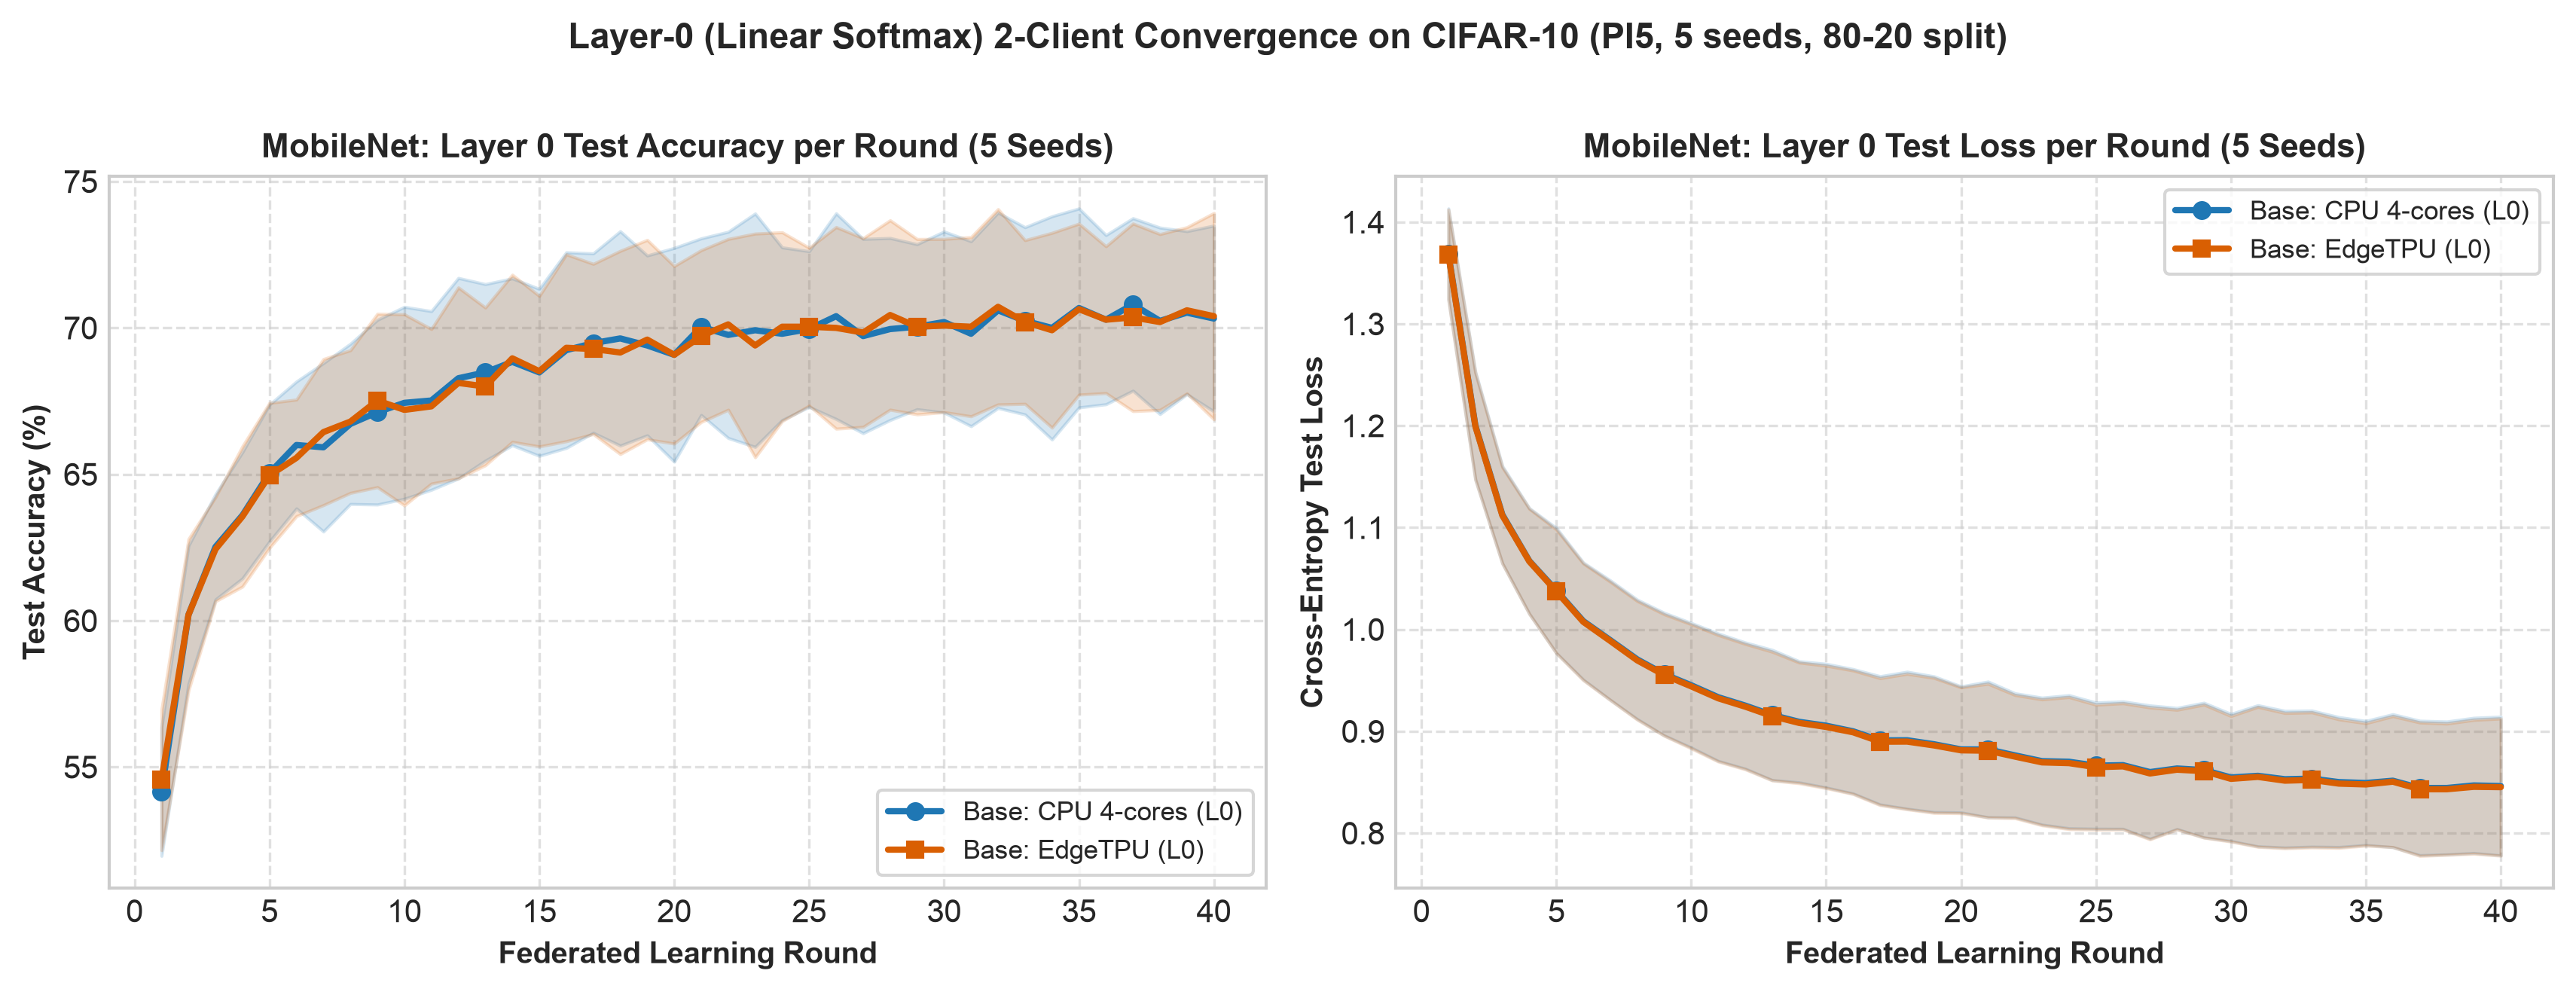 Layer-0 (Linear Softmax) 2-Client Convergence on CIFAR-10 (PI5, 5 seeds, 80-20 split)
MobileNet: Layer 0 Test Accuracy per Round (5 Seeds)
Test Accuracy (%)
75
70
65
60
55
0 5 10 15 20 25 30 35 40
Federated Learning Round
Base: CPU 4-cores (L0)
Base: EdgeTPU (L0)
MobileNet: Layer 0 Test Loss per Round (5 Seeds)
Cross-Entropy Test Loss
1.4
1.3
1.2
1.1
1.0
0.9
0.8
0 5 10 15 20 25 30 35 40
Federated Learning Round
Base: CPU 4-cores (L0)
Base: EdgeTPU (L0)